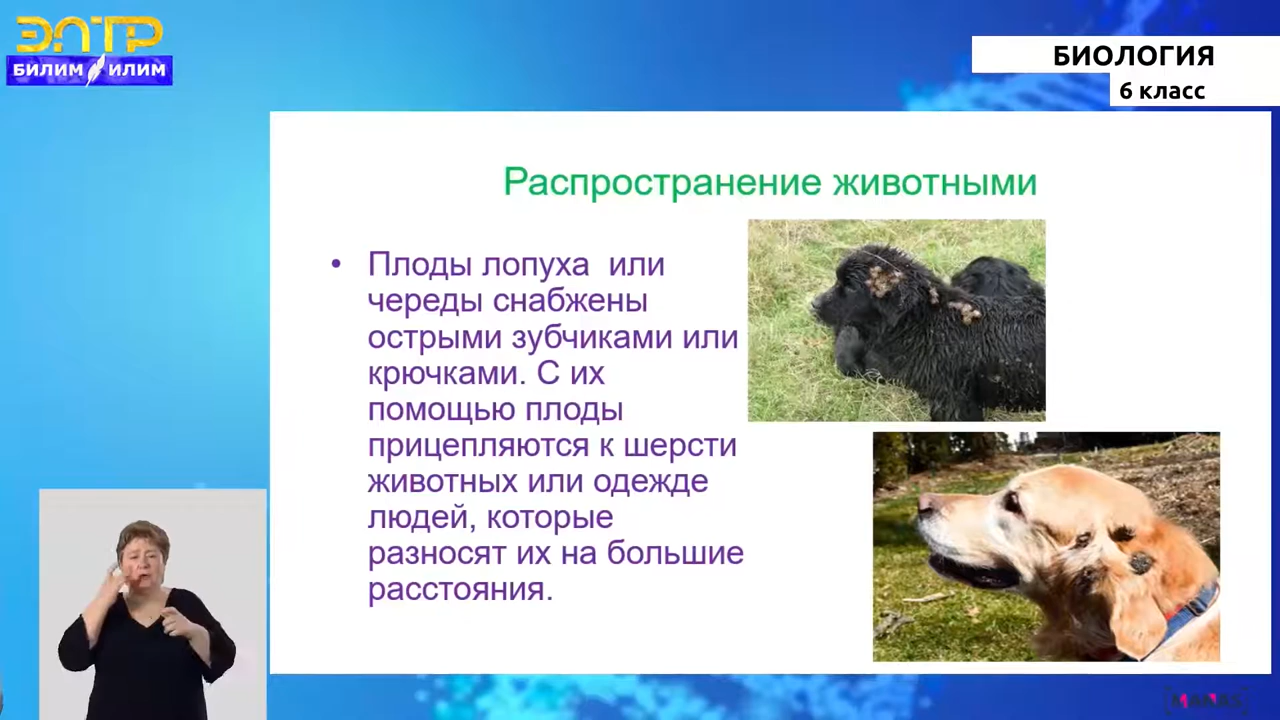 ЭЛТР
БИЛИМ ИЛИМ
БИОЛОГИЯ
6 класс
Распространение животными
• Плоды лопуха или
череды снабжены
острыми зубчиками или
крючками. С их
помощью плоды
прицепляются к шерсти
животных или одежде
людей, которые
разносят их на большие
расстояния.